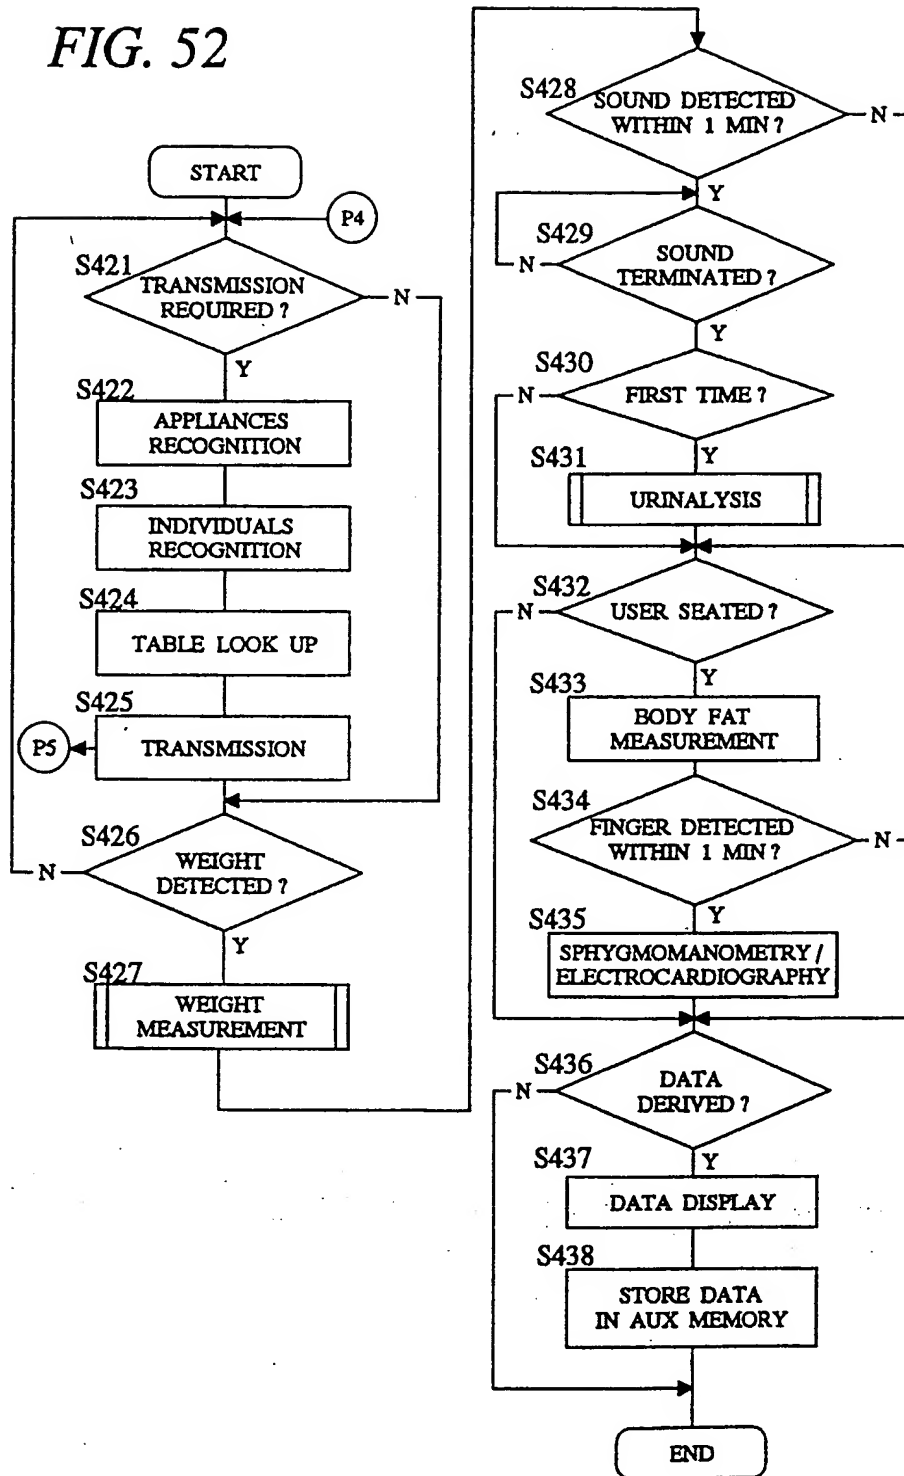 FIG. 52
START
P4
S421
TRANSMISSION
REQUIRED ?
N
Y
S422
APPLIANCES
RECOGNITION
S423
INDIVIDUALS
RECOGNITION
S424
TABLE LOOK UP
S425
TRANSMISSION
P5
S426
WEIGHT
DETECTED ?
N
Y
S427
WEIGHT
MEASUREMENT
S428
SOUND DETECTED
WITHIN 1 MIN ?
N
Y
S429
SOUND
TERMINATED ?
N
Y
S430
FIRST TIME ?
N
Y
S431
URINALYSIS
S432
USER SEATED ?
N
Y
S433
BODY FAT
MEASUREMENT
S434
FINGER DETECTED
WITHIN 1 MIN ?
N
Y
S435
SPHYGMOMANOMETRY /
ELECTROCARDIOGRAPHY
S436
DATA
DERIVED ?
N
Y
S437
DATA DISPLAY
S438
STORE DATA
IN AUX MEMORY
END